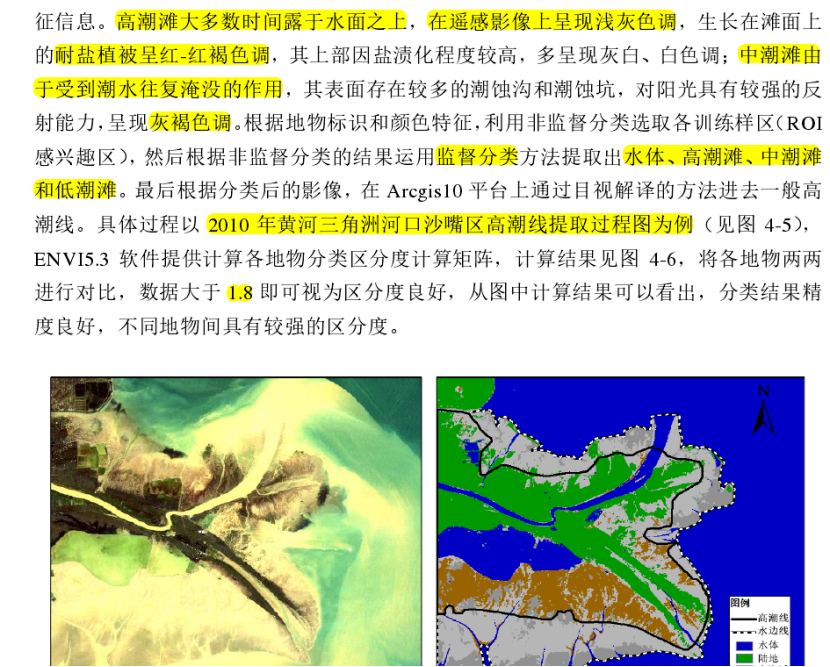 征信息。高潮滩大多数时间露于水面之上，在遥感影像上呈现浅灰色调，生长在滩面上
的耐盐植被呈红-红褐色调，其上部因盐渍化程度较高，多呈现灰白、白色调；中潮滩由
于受到潮水往复淹没的作用，其表面存在较多的潮蚀沟和潮蚀坑，对阳光具有较强的反
射能力，呈现灰褐色调。根据地物标识和颜色特征，利用非监督分类选取各训练样区（ROI
感兴趣区），然后根据非监督分类的结果运用监督分类方法提取出水体、高潮滩、中潮滩
和低潮滩。最后根据分类后的影像，在 Arcgis10 平台上通过目视解译的方法进去一般高
潮线。具体过程以 2010 年黄河三角洲河口沙嘴区高潮线提取过程图为例（见图 4-5），
ENVI5.3 软件提供计算各地物分类区分度计算矩阵，计算结果见图 4-6，将各地物两两
进行对比，数据大于 1.8 即可视为区分度良好，从图中计算结果可以看出，分类结果精
度良好，不同地物间具有较强的区分度。
N
图例
高潮线
水边线
水体
陆地